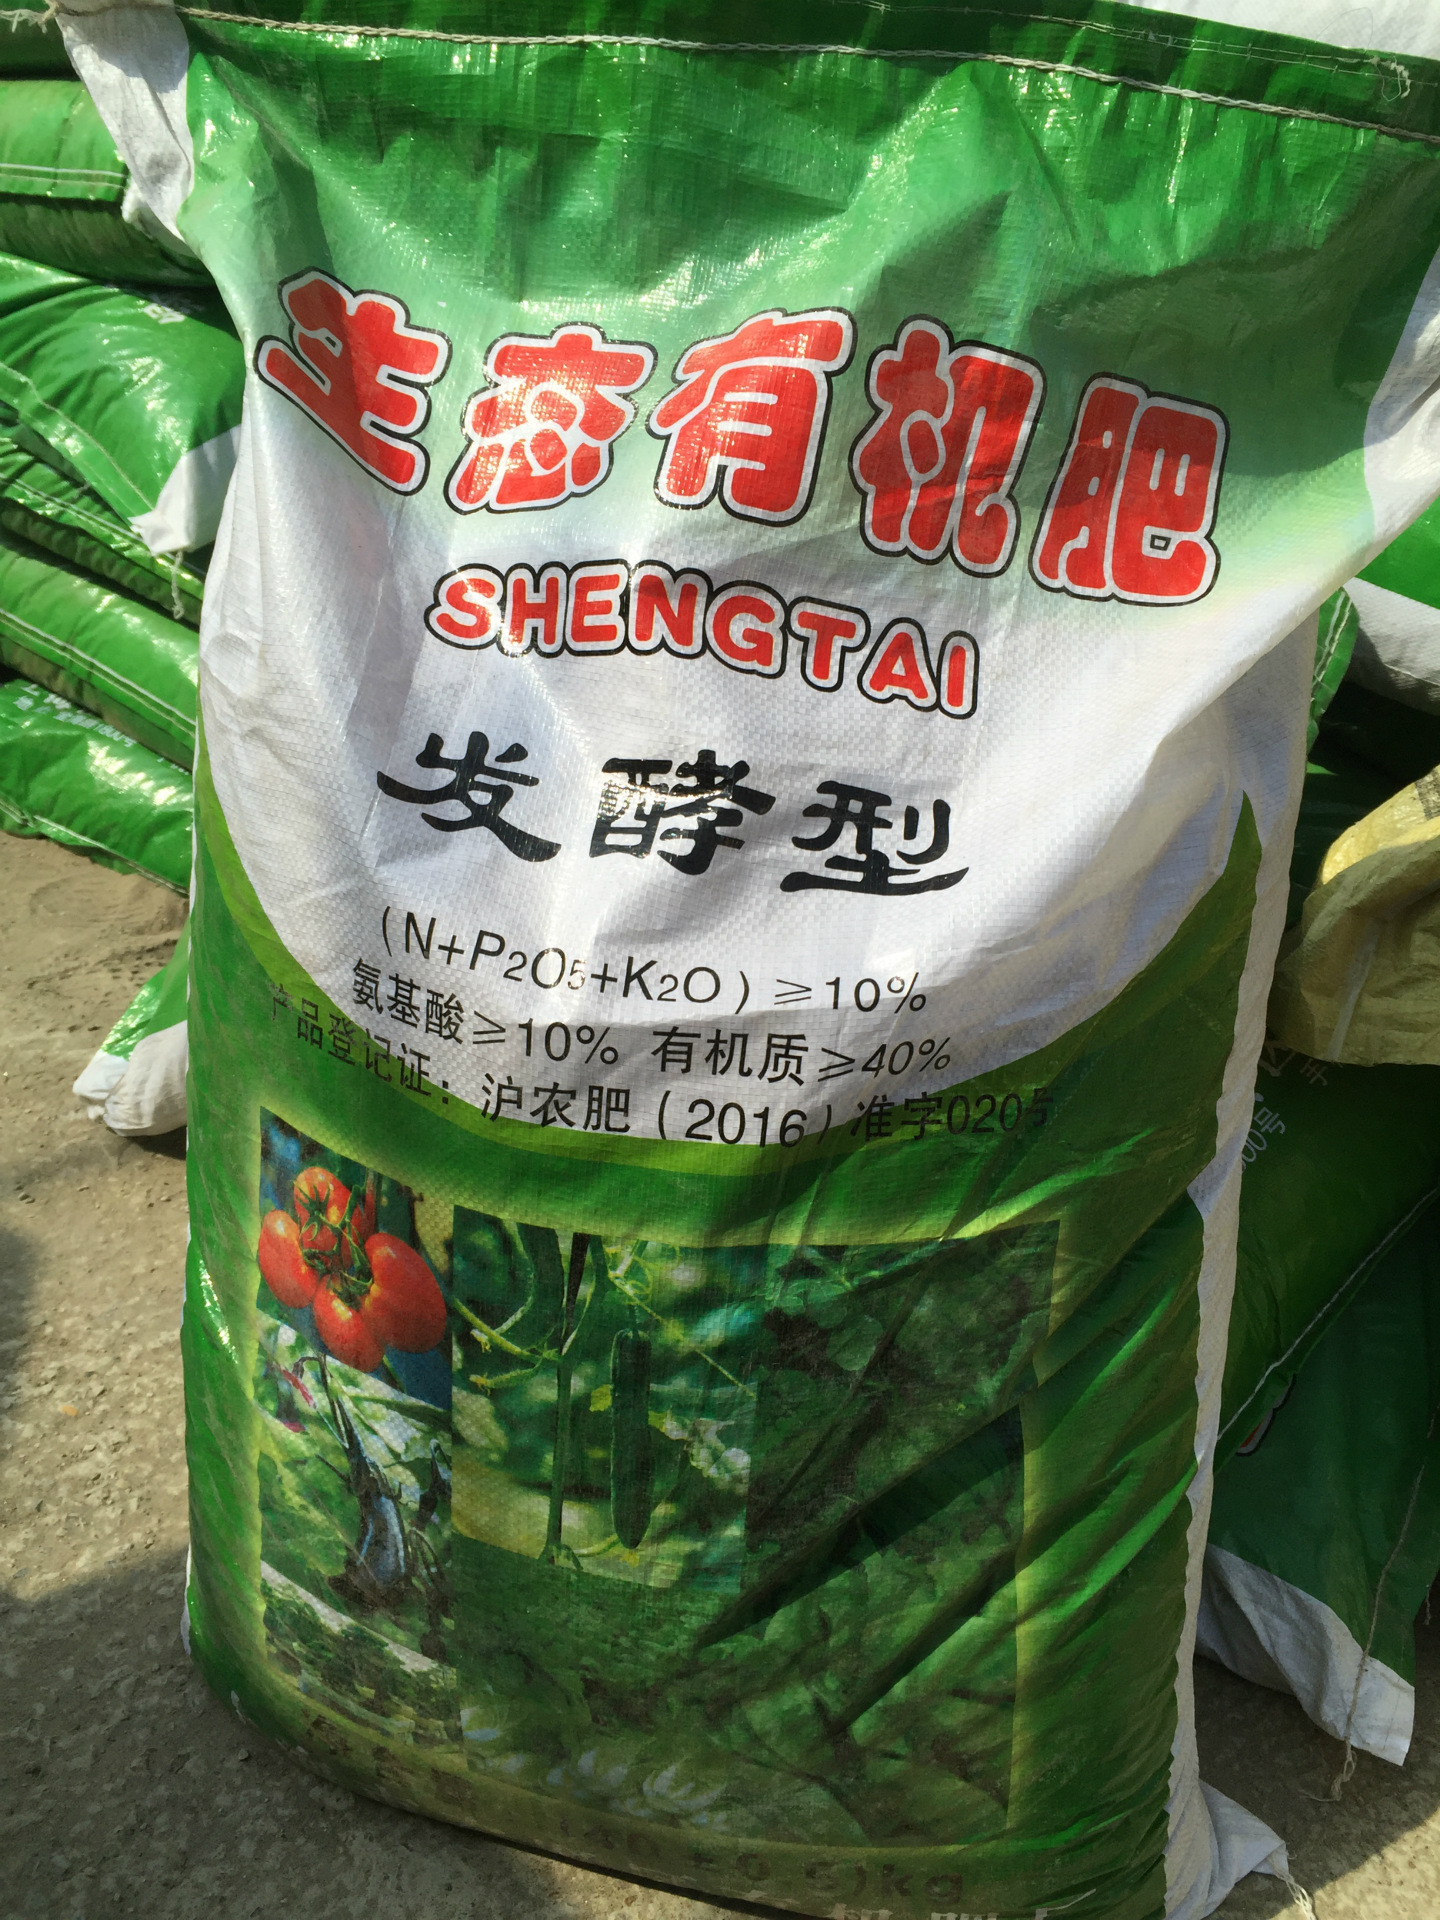 生态有机肥
SHENGTAI
发酵型
(N+P2O5+K2O)≥10%
氨基酸≥10% 有机质≥40%
产品登记证：沪农肥(2016)准字020号